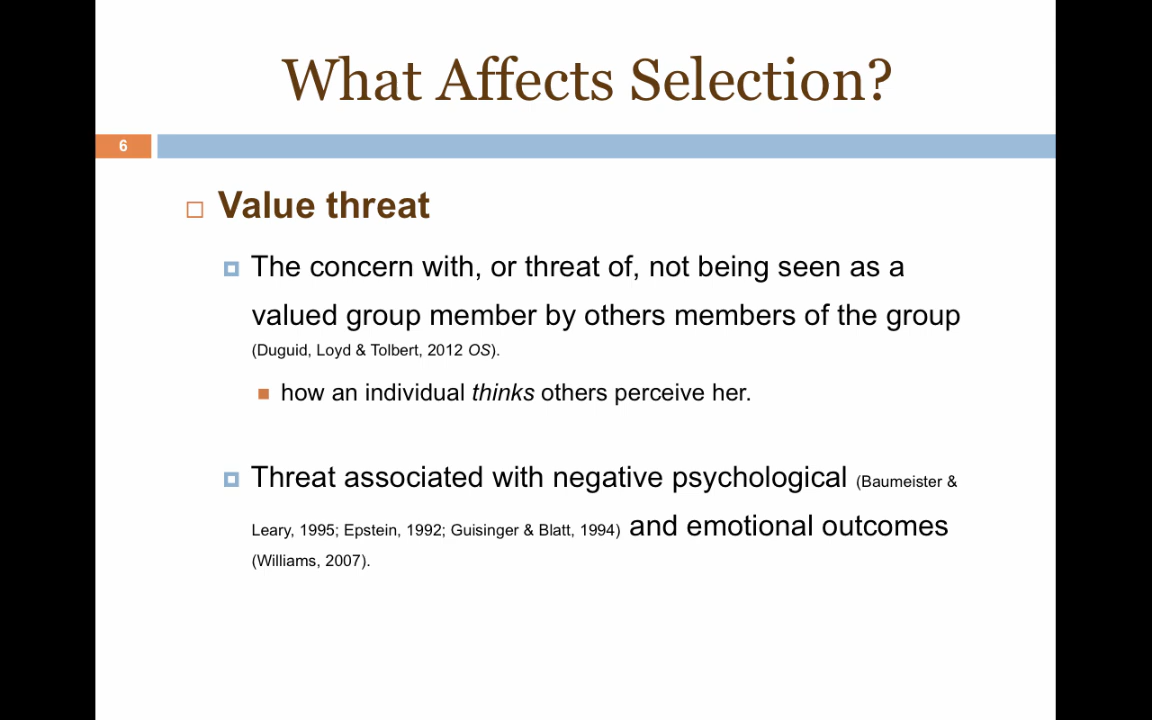 What Affects Selection?
6
Value threat
The concern with, or threat of, not being seen as a
valued group member by others members of the group
(Duguid, Loyd & Tolbert, 2012 OS).
how an individual thinks others perceive her.
Threat associated with negative psychological (Baumeister &
Leary, 1995; Epstein, 1992; Guisinger & Blatt, 1994) and emotional outcomes
(Williams, 2007).